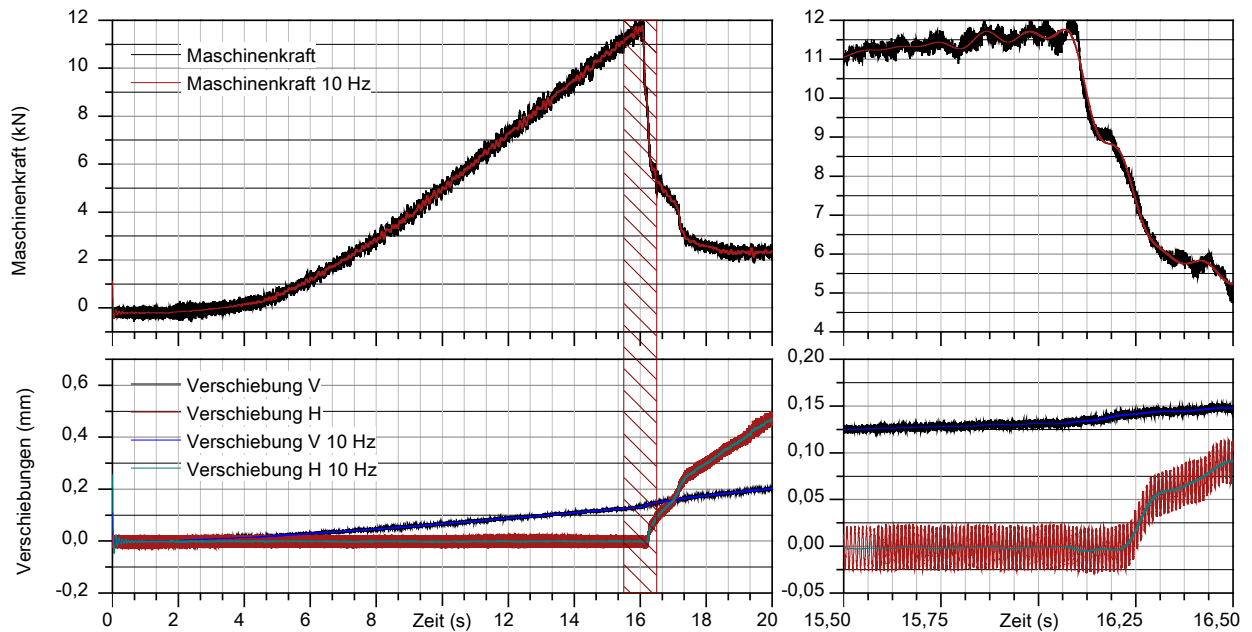 12
10
8
6
4
2
0
Maschinenkraft (kN)
Maschinenkraft
Maschinenkraft 10 Hz
12
11
10
9
8
7
6
5
4
0,6
0,4
0,2
0,0
-0,2
Verschiebungen (mm)
Verschiebung V
Verschiebung H
Verschiebung V 10 Hz
Verschiebung H 10 Hz
0 2 4 6 8 Zeit (s) 12 14 16 18 20
0,20
0,15
0,10
0,05
0,00
-0,05
15,50 15,75 Zeit (s) 16,25 16,50